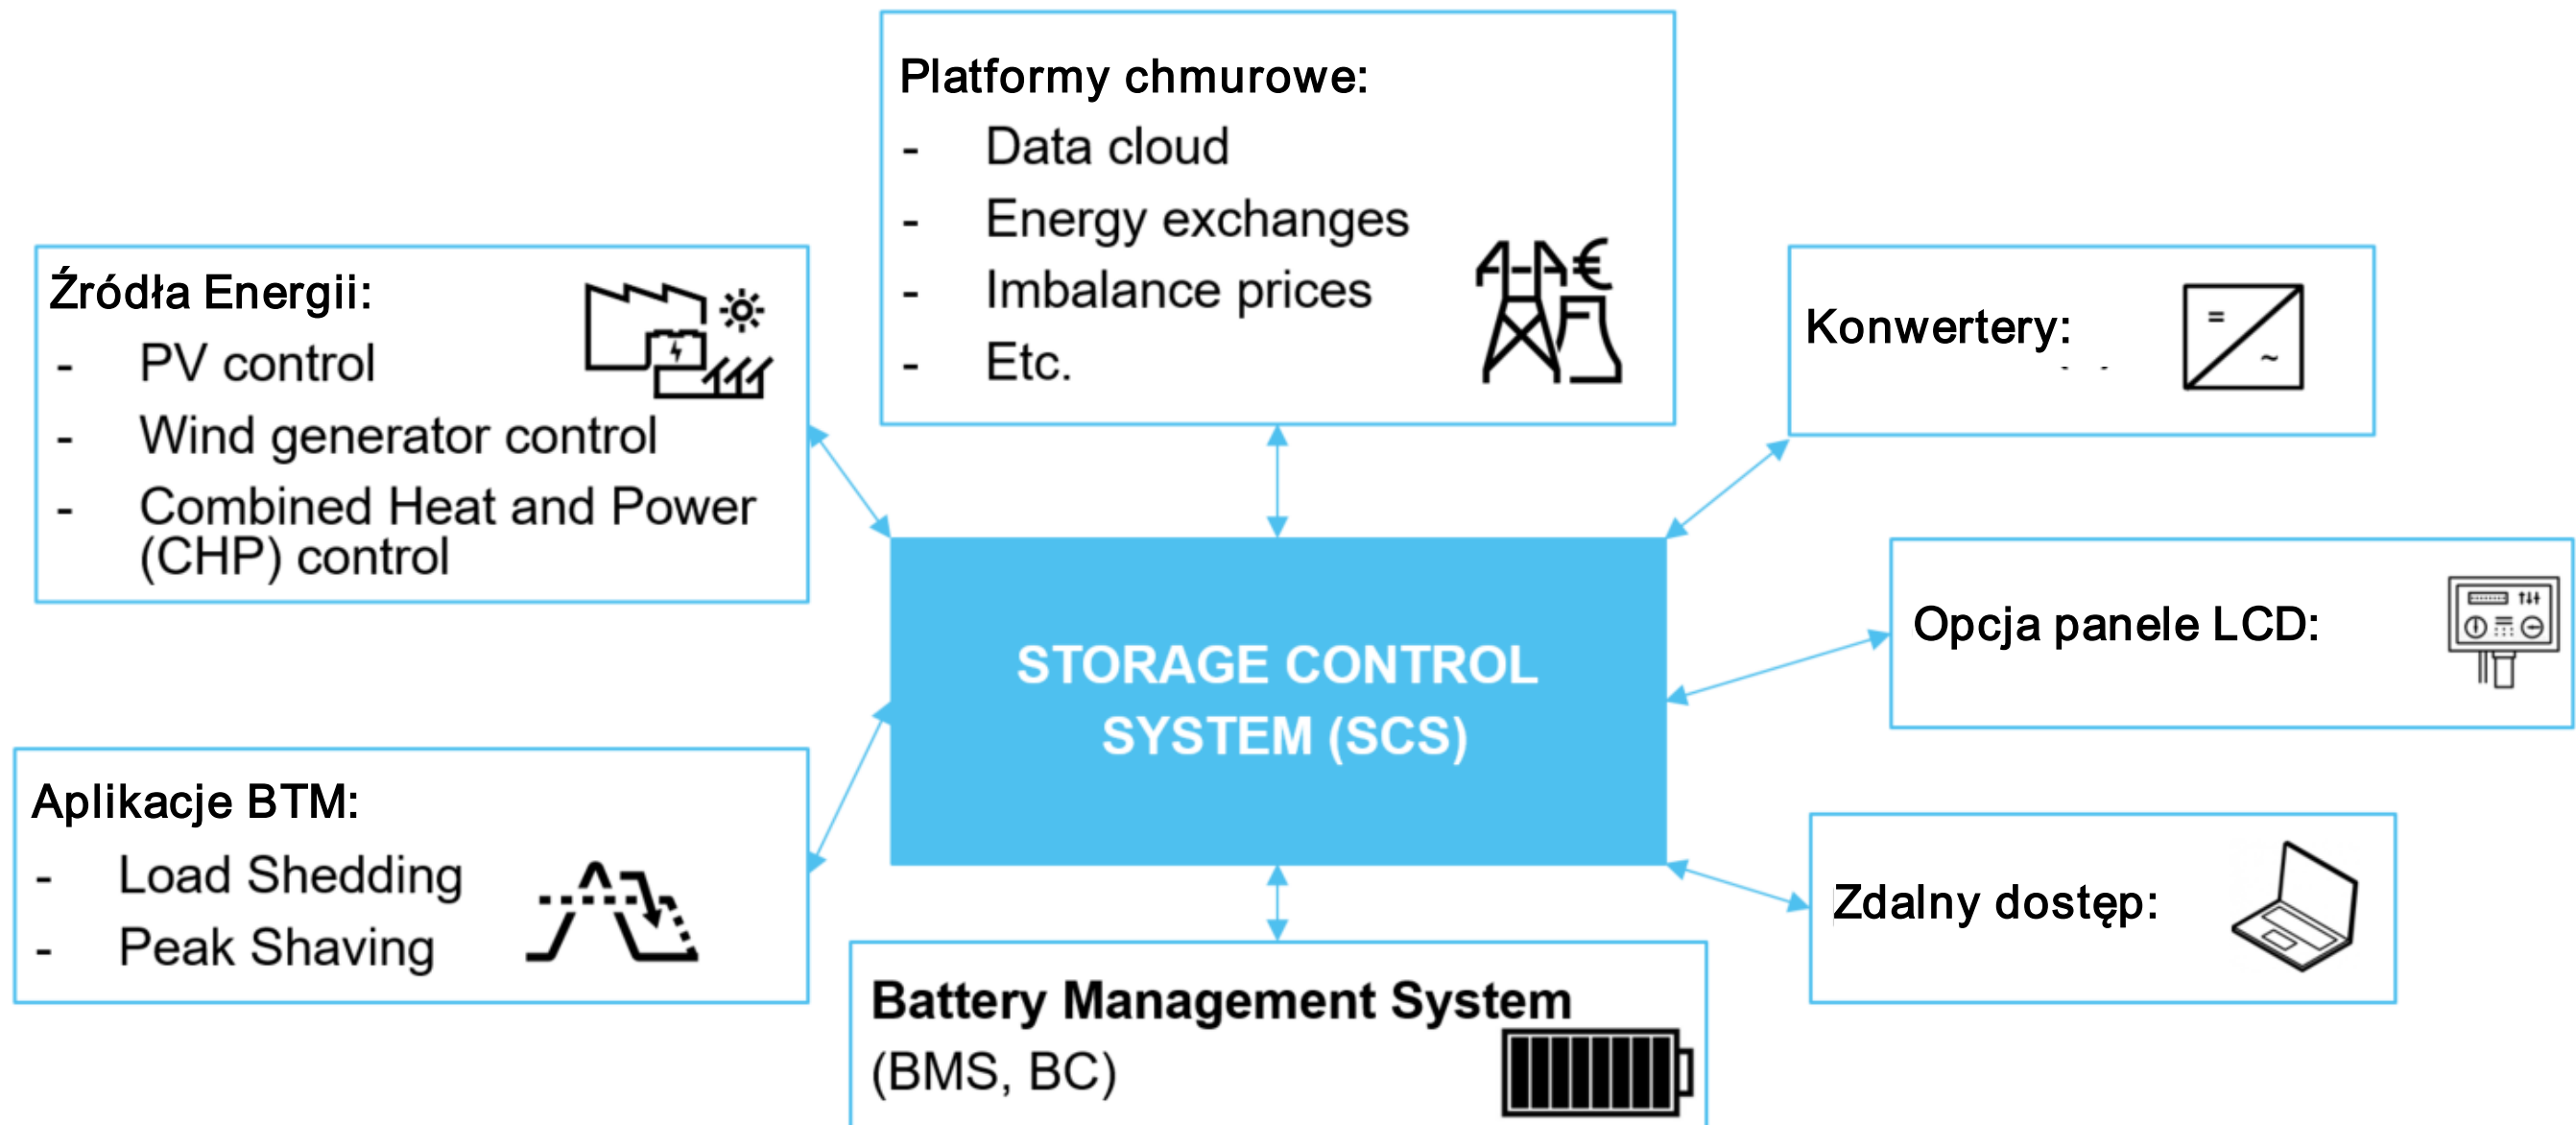 Platformy chmurowe:
- Data cloud
- Energy exchanges
- Imbalance prices
- Etc.
Źródła Energii:
- PV control
- Wind generator control
- Combined Heat and Power
(CHP) control
Konwertery:
= ~
Opcja panele LCD:
STORAGE CONTROL
SYSTEM (SCS)
Aplikacje BTM:
- Load Shedding
- Peak Shaving
Zdalny dostęp:
Battery Management System
(BMS, BC)